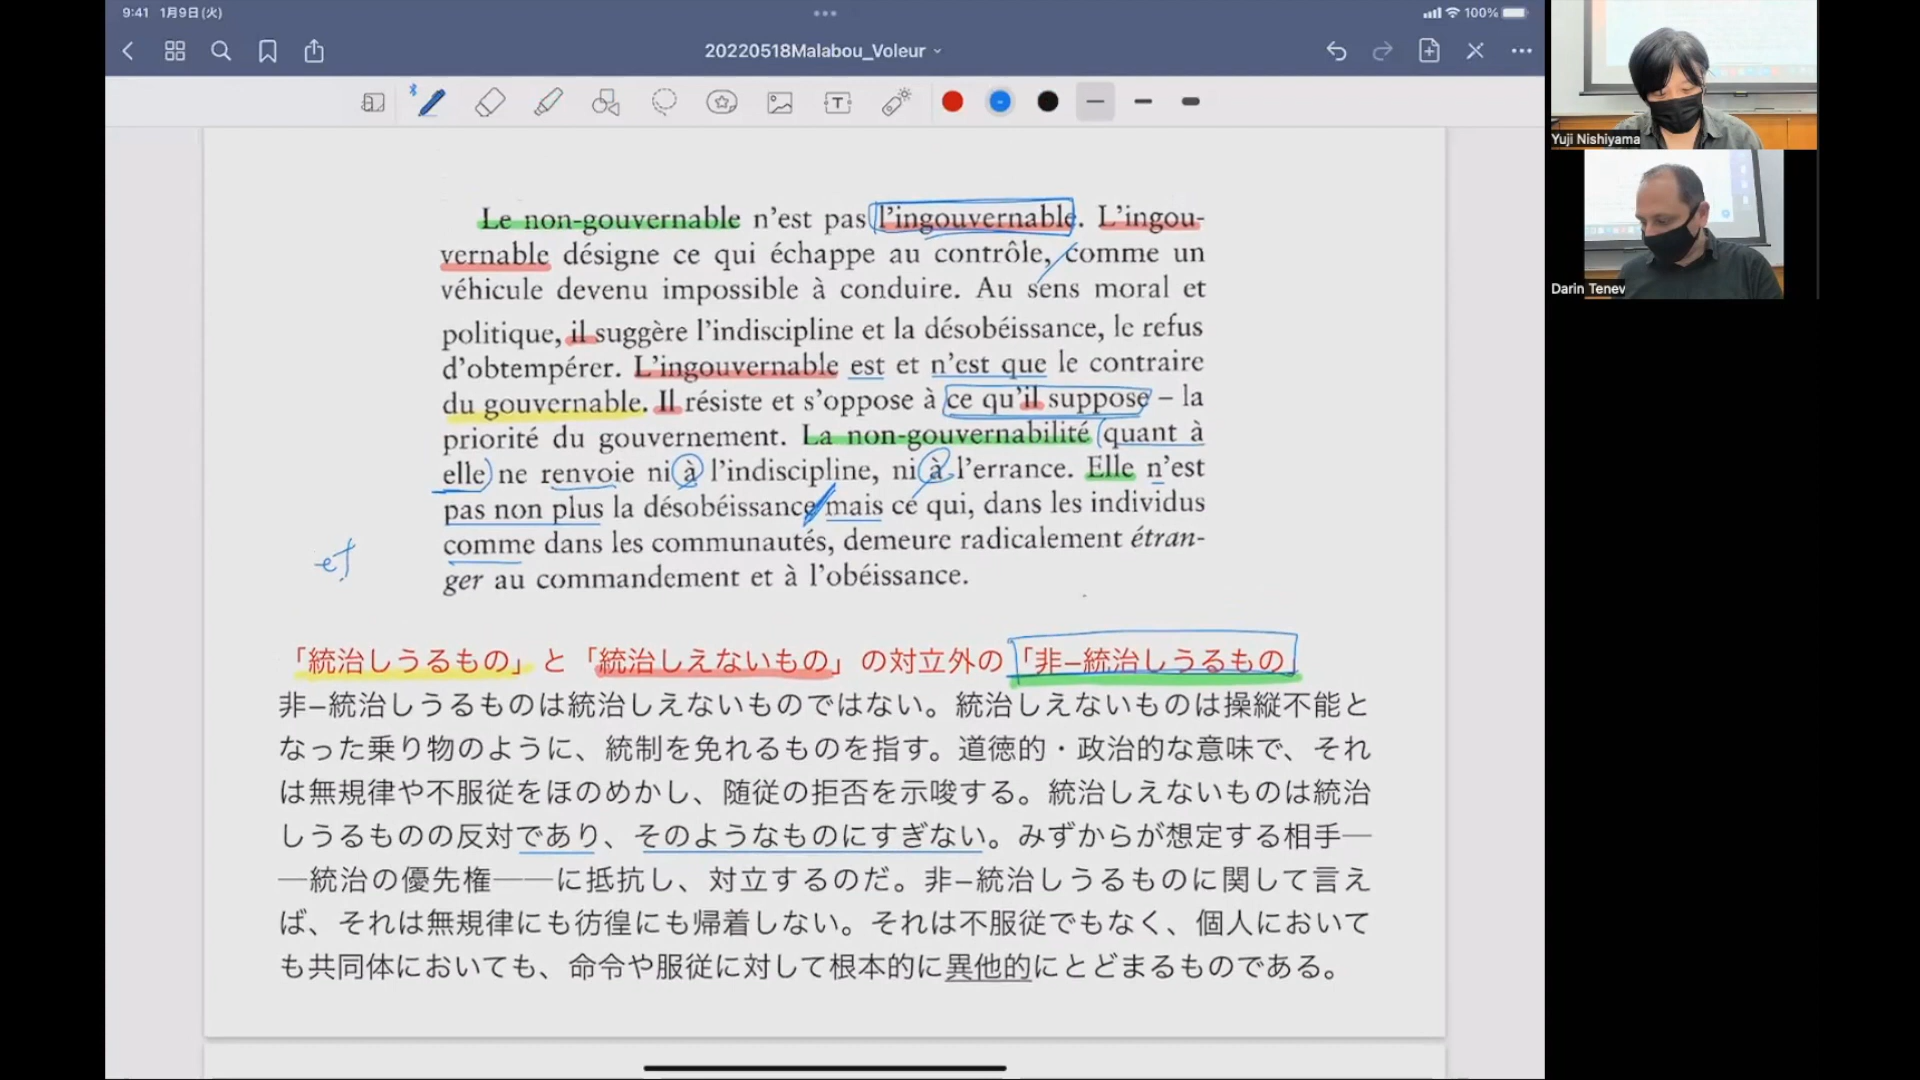 9:41 1月9日(火)
100%
20220518Malabou_Voleur
Le non-gouvernable n'est pas l'ingouvernable. L'ingou-
vernable désigne ce qui échappe au contrôle, comme un
véhicule devenu impossible à conduire. Au sens moral et
politique, il suggère l'indiscipline et la désobéissance, le refus
d'obtempérer. L'ingouvernable est et n'est que le contraire
du gouvernable. Il résiste et s'oppose à ce qu'il suppose – la
priorité du gouvernement. La non-gouvernabilité quant à
elle ne renvoie ni à l'indiscipline, ni à l'errance. Elle n'est
pas non plus la désobéissance mais ce qui, dans les individus
comme dans les communautés, demeure radicalement étran-
ger au commandement et à l'obéissance.
et
「統治しうるもの」と「統治しえないもの」の対立外の「非–統治しうるもの」
非–統治しうるものは統治しえないものではない。統治しえないものは操縦不能と
なった乗り物のように、統制を免れるものを指す。道徳的・政治的な意味で、それ
は無規律や不服従をほのめかし、随従の拒否を示唆する。統治しえないものは統治
しうるものの反対であり、そのようなものにすぎない。みずからが想定する相手─
─統治の優先権──に抵抗し、対立するのだ。非–統治しうるものに関して言え
ば、それは無規律にも彷徨にも帰着しない。それは不服従でもなく、個人において
も共同体においても、命令や服従に対して根本的に異他的にとどまるものである。
Yuji Nishiyama
Darin Tenev